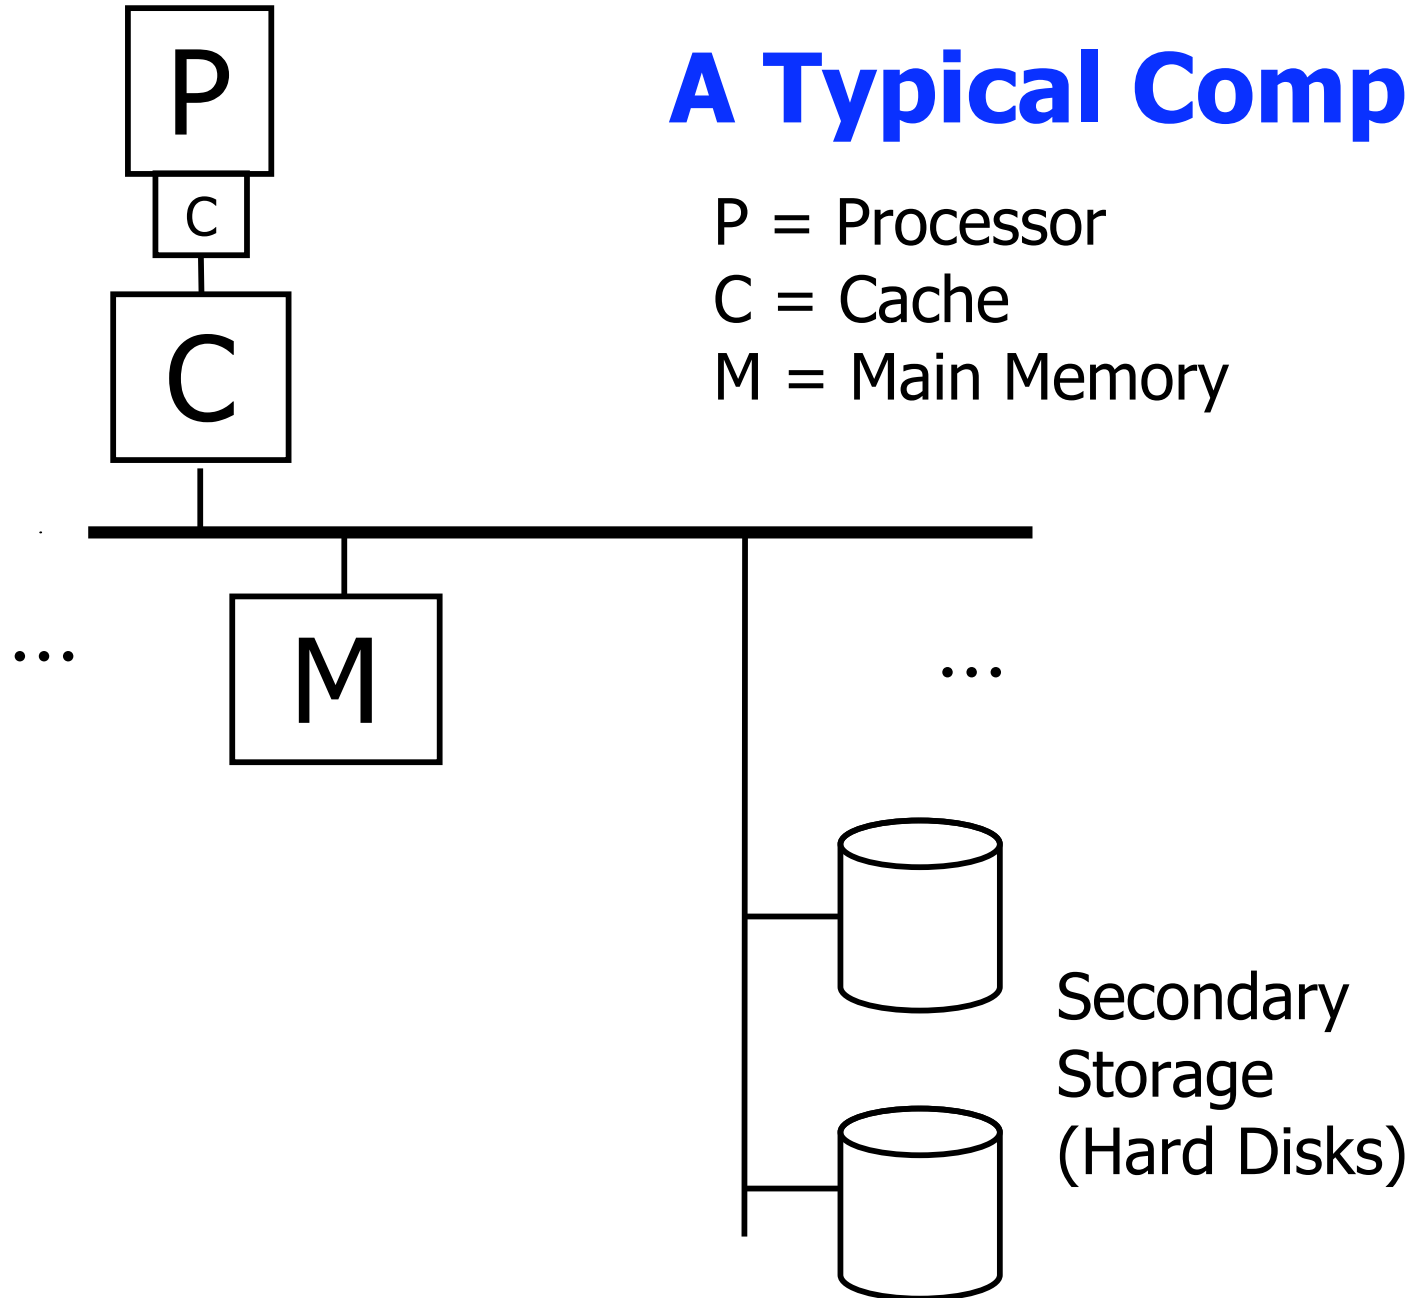 P
A Typical Comp
C
P = Processor
C = Cache
M = Main Memory
C
...
M
...
Secondary
Storage
(Hard Disks)